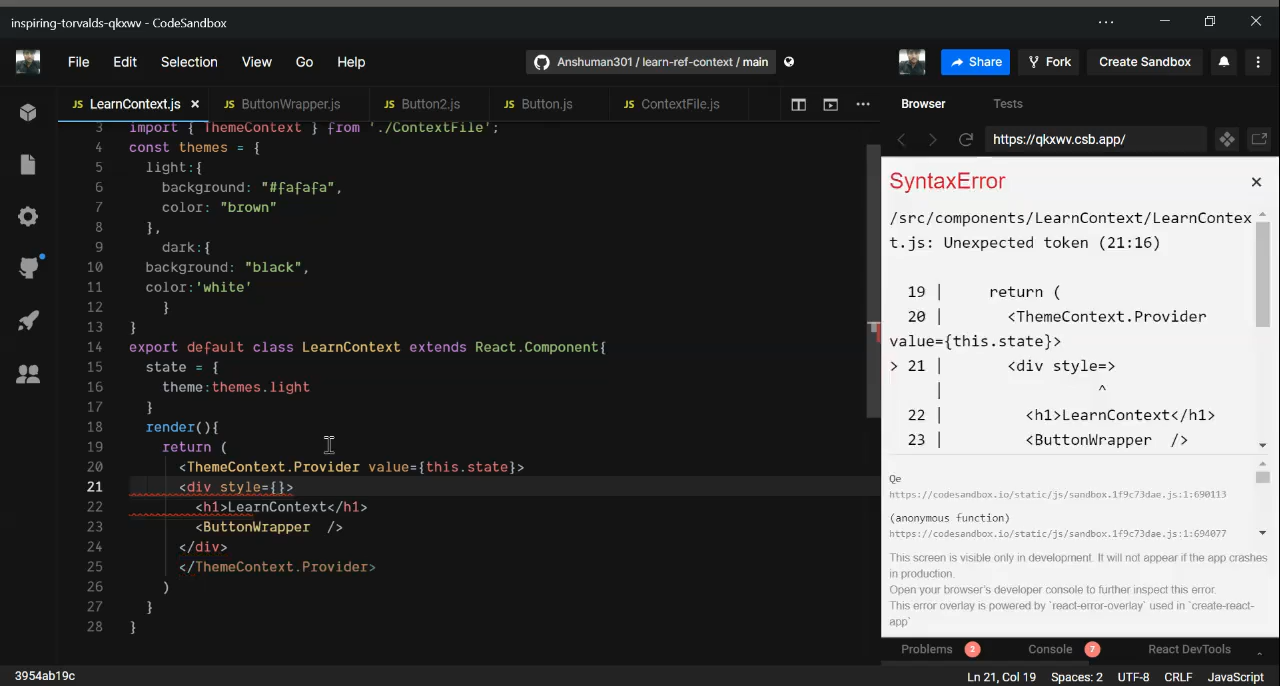 inspiring-torvalds-qkxwv - CodeSandbox
File Edit Selection View Go Help
Anshuman301 / learn-ref-context / main
Share Fork Create Sandbox
JS LearnContext.js × JS ButtonWrapper.js JS Button2.js JS Button.js JS ContextFile.js
Browser Tests
https://qkxwv.csb.app/
3 import { ThemeContext } from './ContextFile';
4 const themes = {
5 light:{
6 background: "#fafafa",
7 color: "brown"
8 },
9 dark:{
10 background: "black",
11 color:'white'
12 }
13 }
14 export default class LearnContext extends React.Component{
15 state = {
16 theme:themes.light
17 }
18 render(){
19 return (
20 <ThemeContext.Provider value={this.state}>
21 <div style={}>
22 <h1>LearnContext</h1>
23 <ButtonWrapper />
24 </div>
25 </ThemeContext.Provider>
26 )
27 }
28 }
SyntaxError ×
/src/components/LearnContext/LearnContex
t.js: Unexpected token (21:16)
19 | return (
20 | <ThemeContext.Provider
value={this.state}>
> 21 | <div style=>
| ^
22 | <h1>LearnContext</h1>
23 | <ButtonWrapper />
Qe
https://codesandbox.io/static/js/sandbox.1f9c73dae.js:1:690113
(anonymous function)
https://codesandbox.io/static/js/sandbox.1f9c73dae.js:1:694077
This screen is visible only in development. It will not appear if the app crashes
in production.
Open your browser's developer console to further inspect this error.
This error overlay is powered by `react-error-overlay` used in `create-react-
app`
Problems 2 Console 7 React DevTools
3954ab19c
Ln 21, Col 19 Spaces: 2 UTF-8 CRLF JavaScript